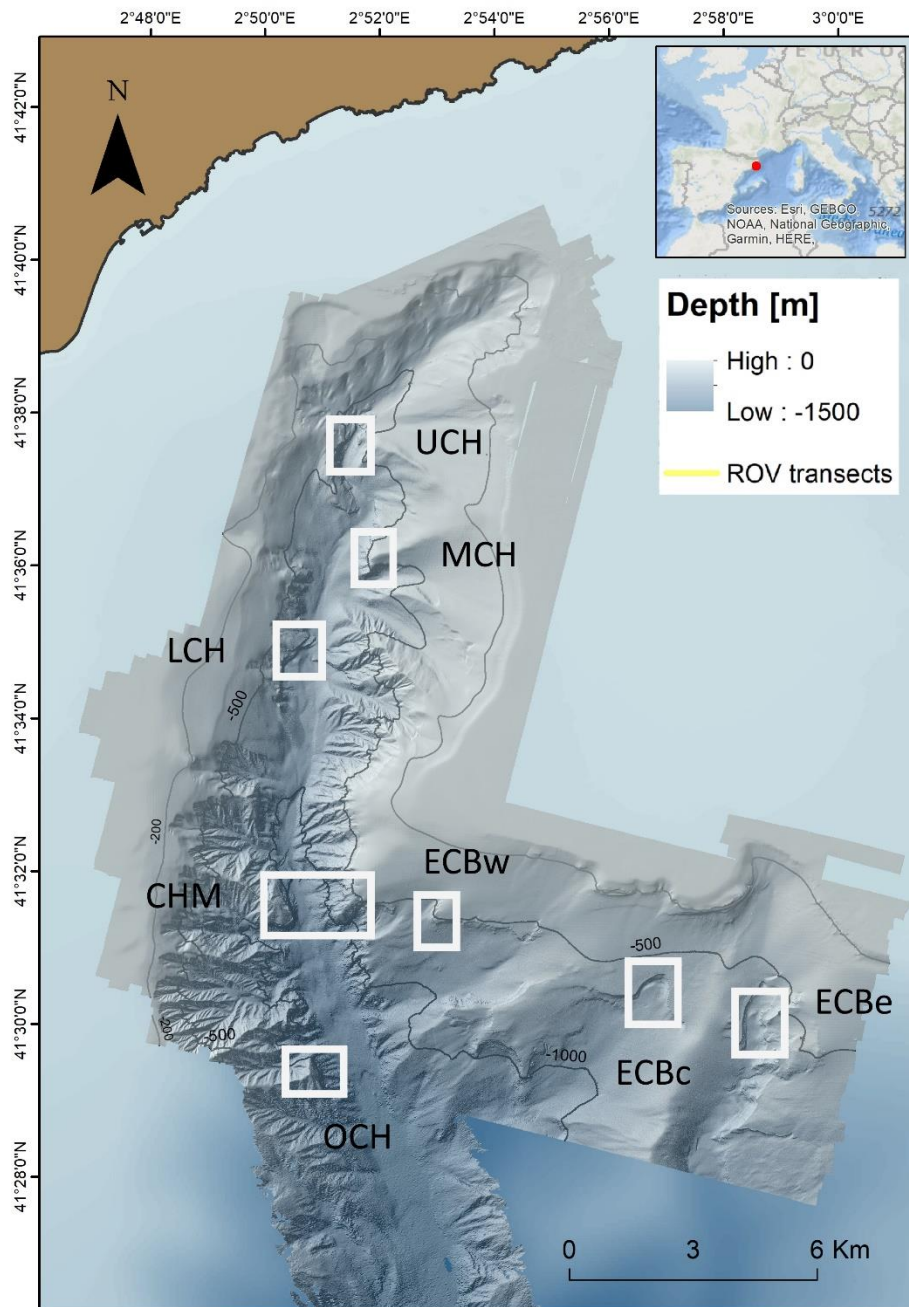 2°48'0"E 2°50'0"E 2°52'0"E 2°54'0"E 2°56'0"E 2°58'0"E 3°0'0"E
41°42'0"N
N
Sources: Esri, GEBCO
5272
NOAA, National Geographic,
Garmin, HERE,
41°40'0"N
Depth [m]
High : 0
Low : -1500
ROV transects
41°38'0"N
UCH
41°36'0"N
MCH
LCH
-500
41°34'0"N
-200
41°32'0"N
ECBw
CHM
-500
ECBe
41°30'0"N
200
-500
-1000
ECBc
OCH
41°28'0"N
0 3 6 Km